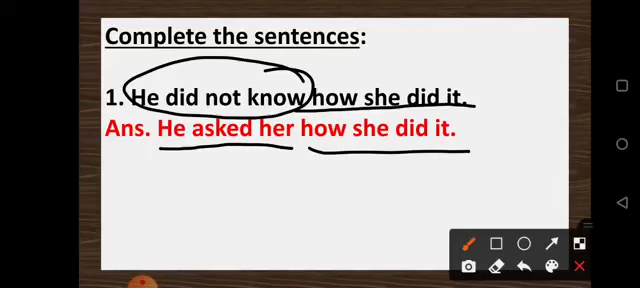 Complete the sentences:
1. He did not know how she did it.
Ans. He asked her how she did it.